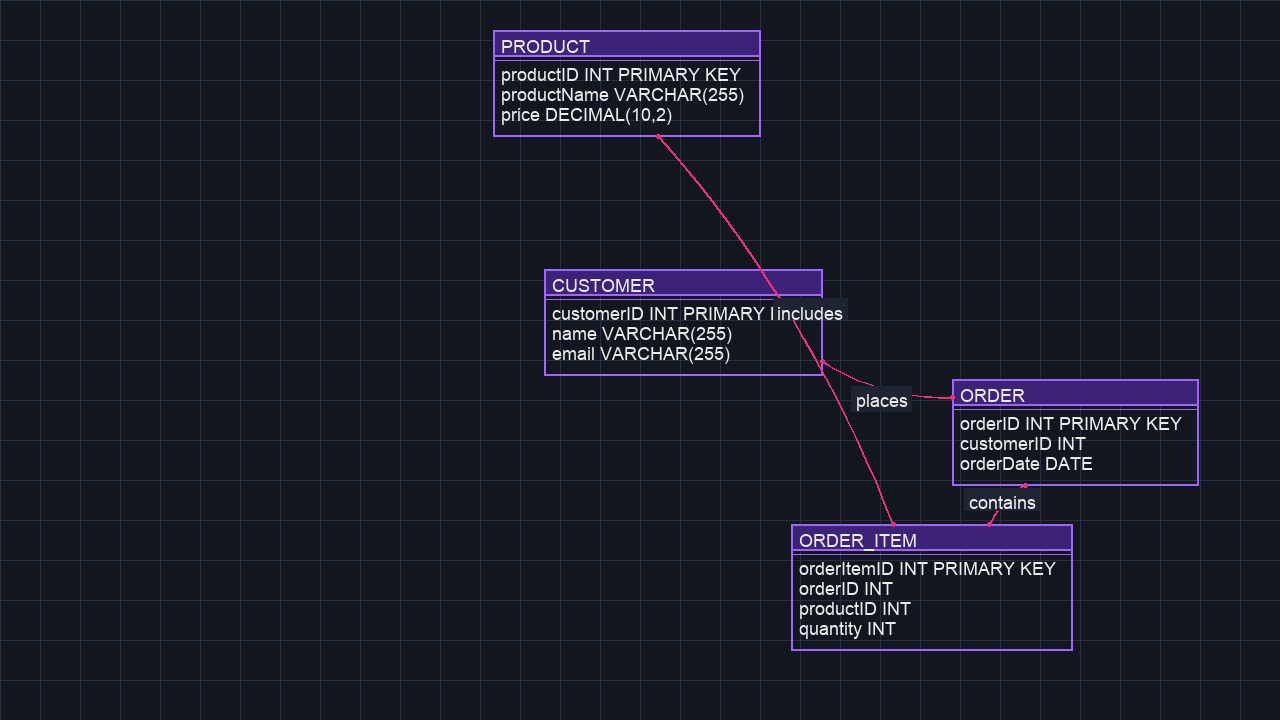 PRODUCT
productID INT PRIMARY KEY
productName VARCHAR(255)
price DECIMAL(10,2)
CUSTOMER
customerID INT PRIMARY
includes
name VARCHAR(255)
email VARCHAR(255)
places
ORDER
orderID INT PRIMARY KEY
customerID INT
orderDate DATE
contains
ORDER_ITEM
orderItemID INT PRIMARY KEY
orderID INT
productID INT
quantity INT